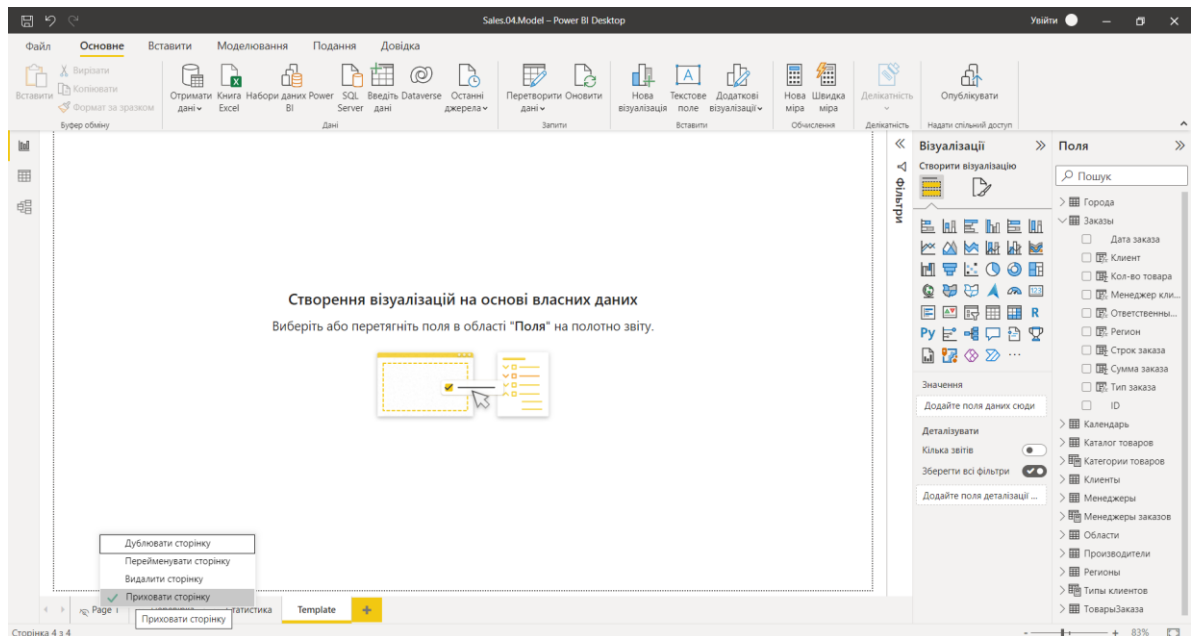 Sales.04.Model – Power BI Desktop
Увійти
Файл Основне Вставити Моделювання Подання Довідка
Вставити
Вирізати
Копіювати
Формат за зразком
Буфер обміну
Отримати дані
Книга Excel
Набори даних Power BI
SQL Server
Введіть дані
Dataverse
Останні джерела
Дані
Перетворити дані
Оновити
Запити
Нова візуалізація
Текстове поле
Додаткові візуалізації
Вставити
Нова міра
Швидка міра
Обчислення
Делікатність
Делікатність
Опублікувати
Надати спільний доступ
Створення візуалізацій на основі власних даних
Виберіть або перетягніть поля в області "Поля" на полотно звіту.
Фільтри
Візуалізації
Створити візуалізацію
123
R
Py
Значення
Додайте поля даних сюди
Деталізувати
Кілька звітів
Зберегти всі фільтри
Додайте поля деталізації ...
Поля
Пошук
Города
Заказы
Дата заказа
Клиент
Кол-во товара
Менеджер кли...
Ответственны...
Регион
Строк заказа
Сумма заказа
Тип заказа
ID
Календарь
Каталог товаров
Категории товаров
Клиенты
Менеджеры
Менеджеры заказов
Области
Производители
Регионы
Типы клиентов
ТоварыЗаказа
Дублювати сторінку
Перейменувати сторінку
Видалити сторінку
Приховати сторінку
Приховати сторінку
Page 1
Template
Сторінка 4 з 4
83%